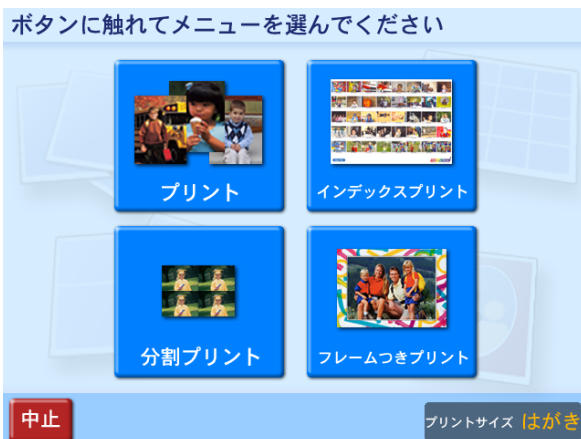 ボタンに触れてメニューを選んでください
プリント
インデックスプリント
分割プリント
フレームつきプリント
中止
プリントサイズ はがき